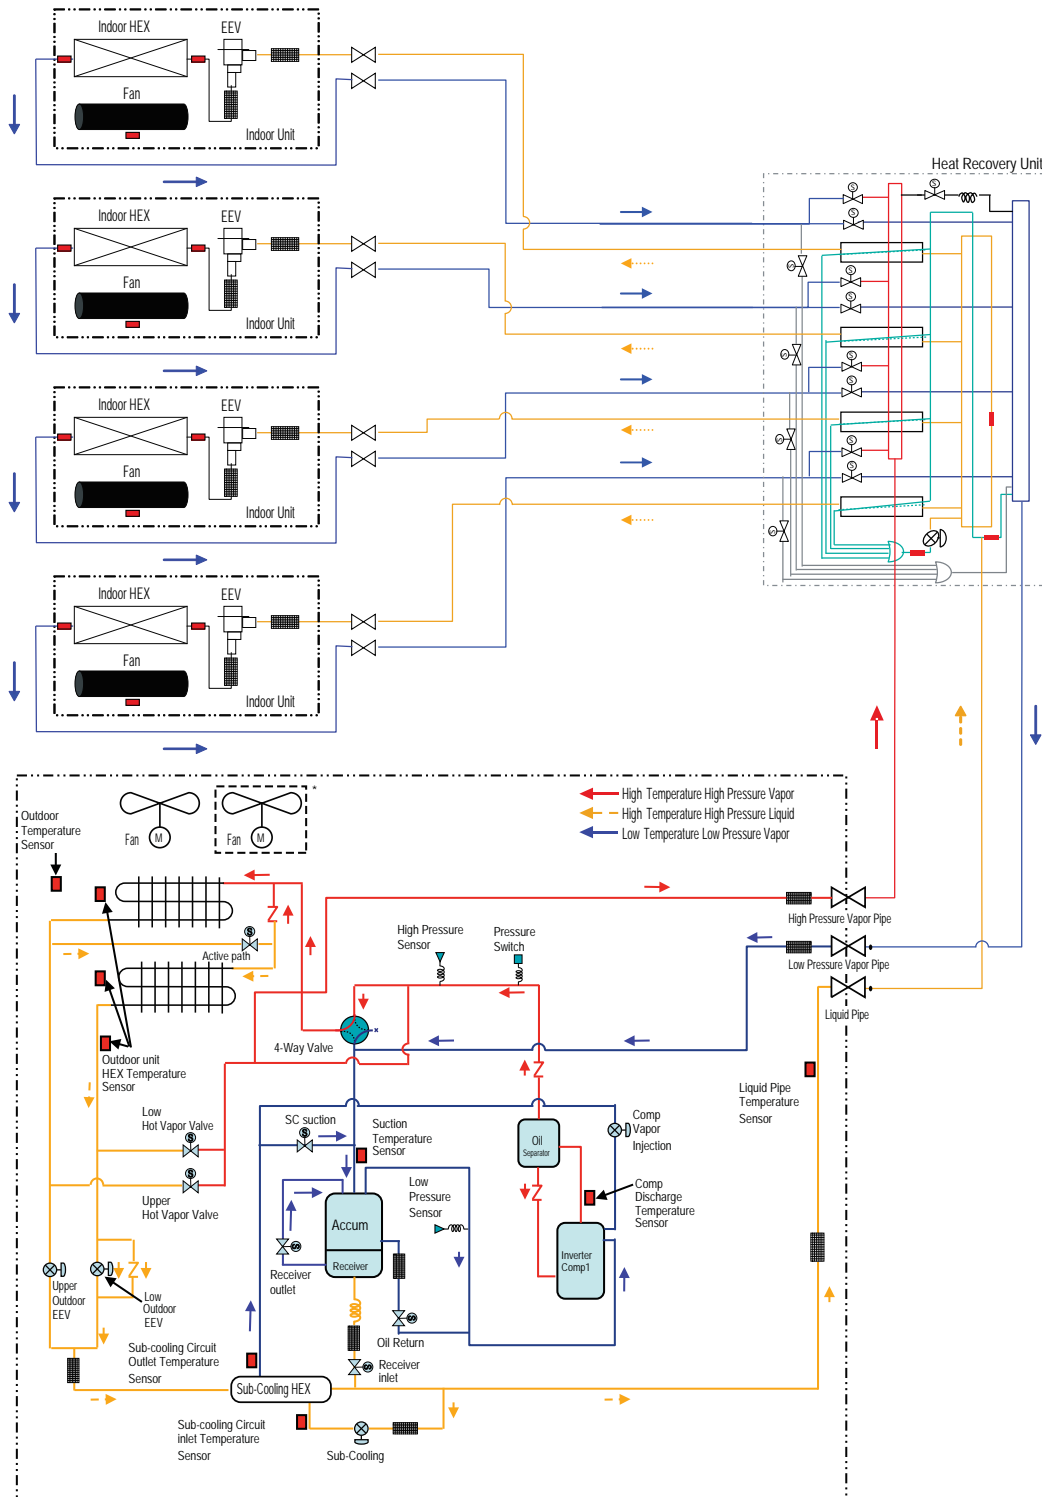 Indoor HEX
EEV
Fan
Indoor Unit
Heat Recovery Unit
S
S
S
S
Indoor HEX
EEV
Fan
Indoor Unit
S
S
S
Indoor HEX
EEV
Fan
Indoor Unit
S
S
S
S
S
S
Indoor HEX
EEV
Fan
Indoor Unit
High Temperature High Pressure Vapor
High Temperature High Pressure Liquid
Low Temperature Low Pressure Vapor
Outdoor
Temperature
Sensor
Fan
M
Fan
M
*
High Pressure Vapor Pipe
Low Pressure Vapor Pipe
Liquid Pipe
S
Active path
High Pressure
Sensor
Pressure
Switch
4-Way Valve
x
Outdoor unit
HEX Temperature
Sensor
Liquid Pipe
Temperature
Sensor
Low
Hot Vapor Valve
S
Upper
Hot Vapor Valve
S
SC suction
S
Suction
Temperature
Sensor
Oil
Separator
Comp
Vapor
Injection
Low
Pressure
Sensor
Comp
Discharge
Temperature
Sensor
Accum
Receiver
Inverter
Comp1
Receiver
outlet
S
Upper
Outdoor
EEV
Low
Outdoor
EEV
Oil Return
S
Receiver
inlet
S
Sub-cooling Circuit
Outlet Temperature
Sensor
Sub-Cooling HEX
Sub-cooling Circuit
inlet Temperature
Sensor
Sub-Cooling